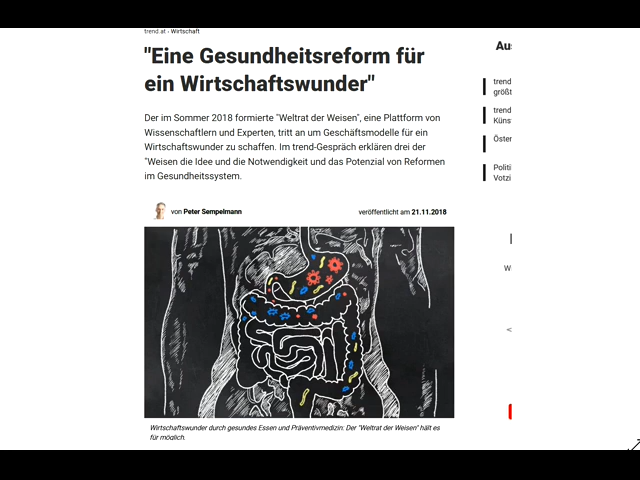 trend.at › Wirtschaft
"Eine Gesundheitsreform für
ein Wirtschaftswunder"
Der im Sommer 2018 formierte "Weltrat der Weisen", eine Plattform von
Wissenschaftlern und Experten, tritt an um Geschäftsmodelle für ein
Wirtschaftswunder zu schaffen. Im trend-Gespräch erklären drei der
"Weisen die Idee und die Notwendigkeit und das Potenzial von Reformen
im Gesundheitssystem.
von Peter Sempelmann
veröffentlicht am 21.11.2018
Wirtschaftswunder durch gesundes Essen und Präventivmedizin: Der "Weltrat der Weisen" hält es
für möglich.
trend
größt
trend
Küns
Öster
Politi
Votzi